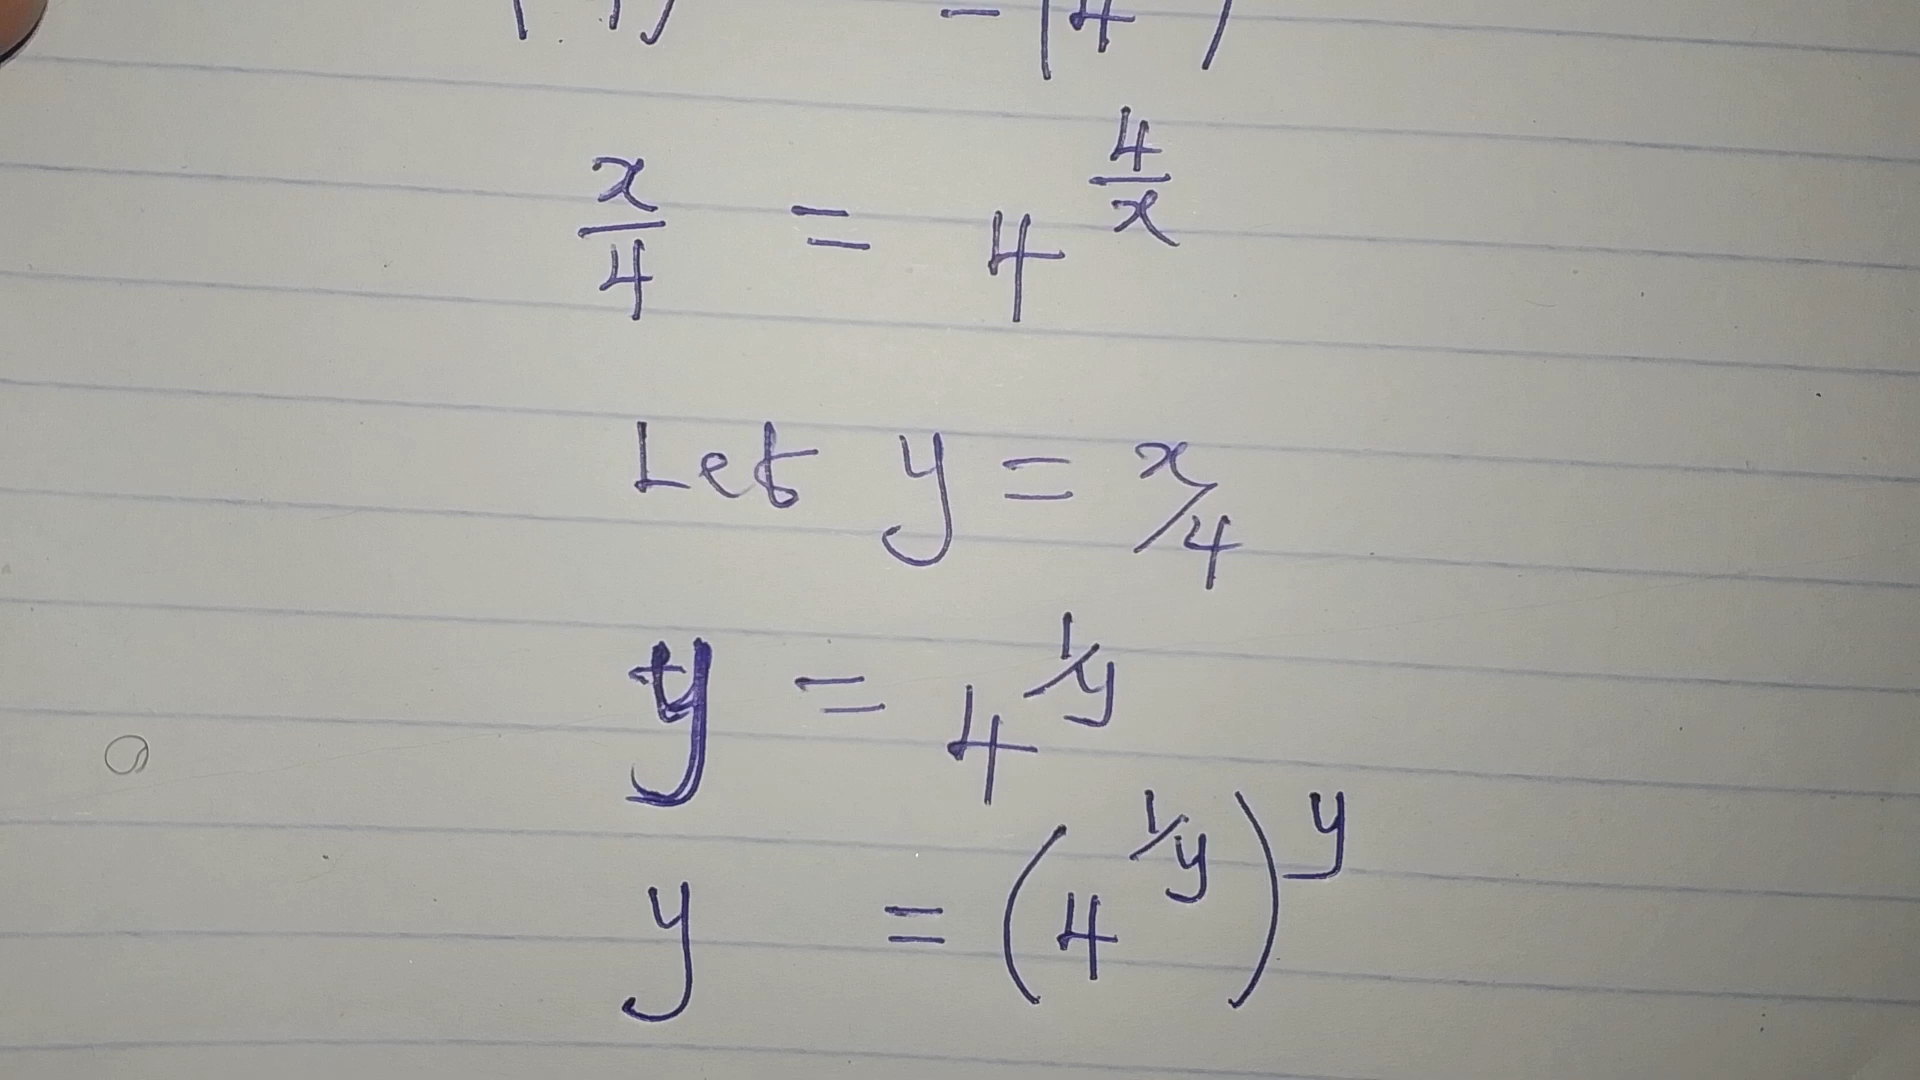 x/4 = 4^(4/x)
Let y = x/4
y = 4^(1/y)
y = (4^(1/y))^y